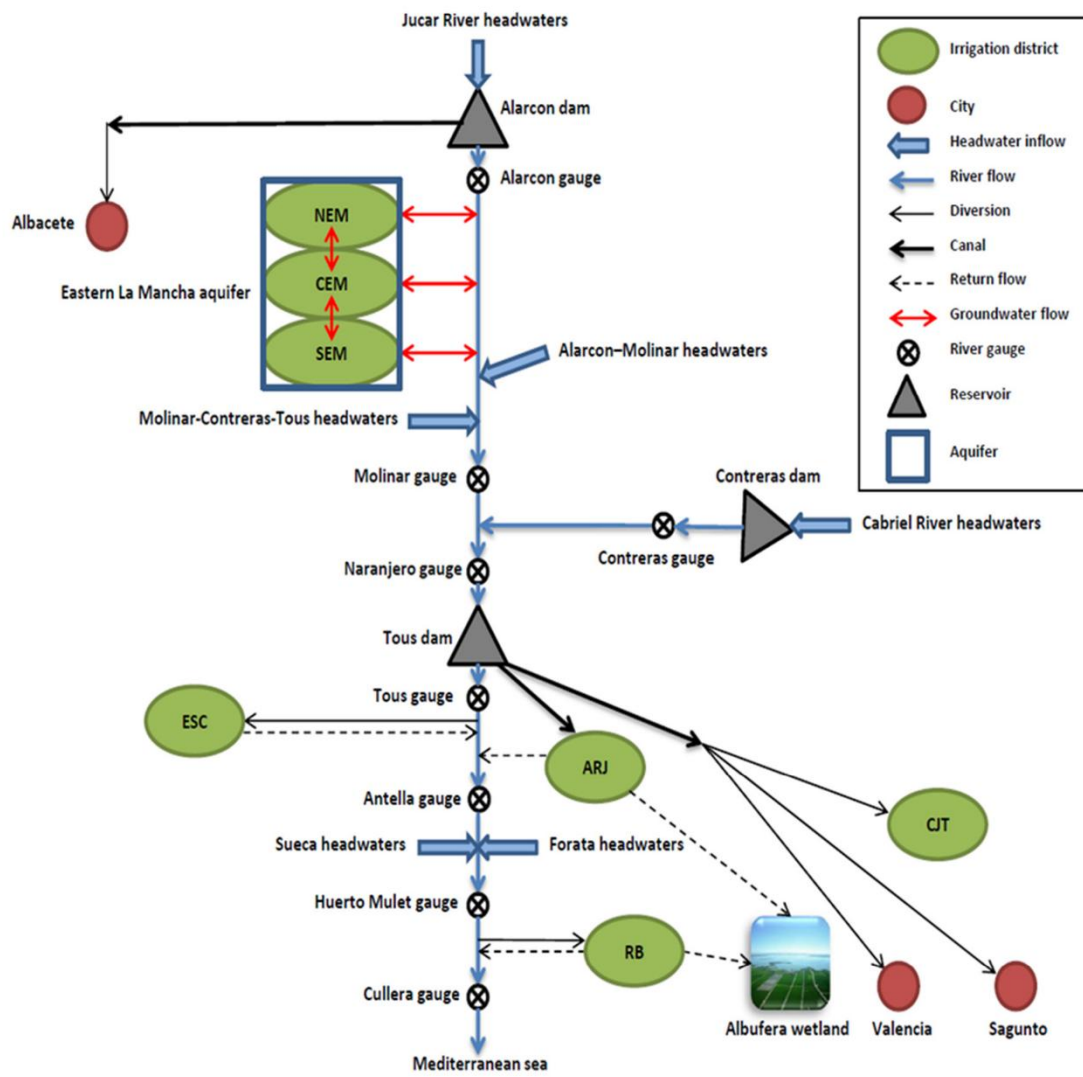 Jucar River headwaters
Alarcon dam
Alarcon gauge
Albacete
Eastern La Mancha aquifer
NEM
CEM
SEM
Alarcon–Molinar headwaters
Molinar-Contreras-Tous headwaters
Molinar gauge
Contreras dam
Cabriel River headwaters
Contreras gauge
Naranjero gauge
Tous dam
Tous gauge
ESC
ARJ
Antella gauge
CJT
Sueca headwaters
Forata headwaters
Huerto Mulet gauge
RB
Cullera gauge
Albufera wetland
Valencia
Sagunto
Mediterranean sea
Irrigation district
City
Headwater inflow
River flow
Diversion
Canal
Return flow
Groundwater flow
River gauge
Reservoir
Aquifer